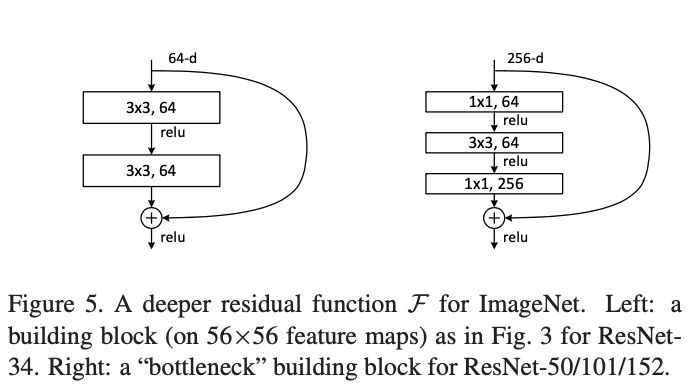 64-d
3x3, 64
relu
3x3, 64
+
relu
256-d
1x1, 64
relu
3x3, 64
relu
1x1, 256
+
relu
Figure 5. A deeper residual function F for ImageNet. Left: a
building block (on 56×56 feature maps) as in Fig. 3 for ResNet-
34. Right: a “bottleneck” building block for ResNet-50/101/152.